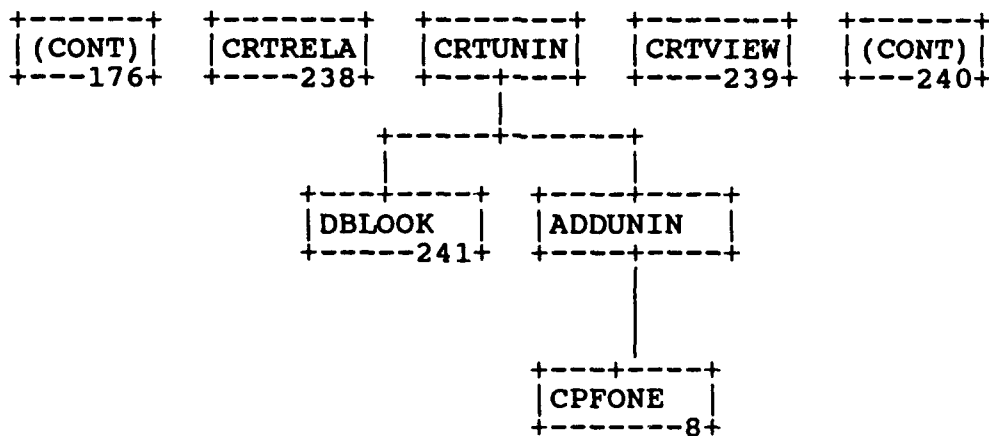 (CONT) CRTRELA CRTUNIN CRTVIEW (CONT)
176 238 239 240
DBLOOK ADDUNIN
241
CPFONE
8